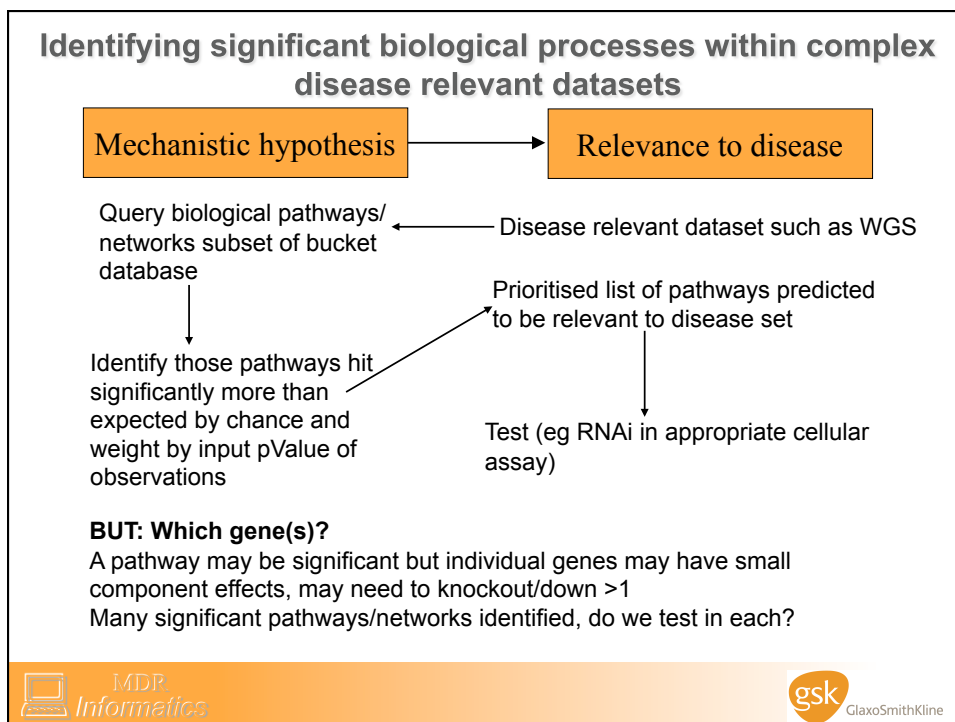 Identifying significant biological processes within complex
disease relevant datasets
Mechanistic hypothesis
Relevance to disease
Query biological pathways/
networks subset of bucket
database
Disease relevant dataset such as WGS
Prioritised list of pathways predicted
to be relevant to disease set
Identify those pathways hit
significantly more than
expected by chance and
weight by input pValue of
observations
Test (eg RNAi in appropriate cellular
assay)
BUT: Which gene(s)?
A pathway may be significant but individual genes may have small
component effects, may need to knockout/down >1
Many significant pathways/networks identified, do we test in each?
MDR
Informatics
gsk
GlaxoSmithKline